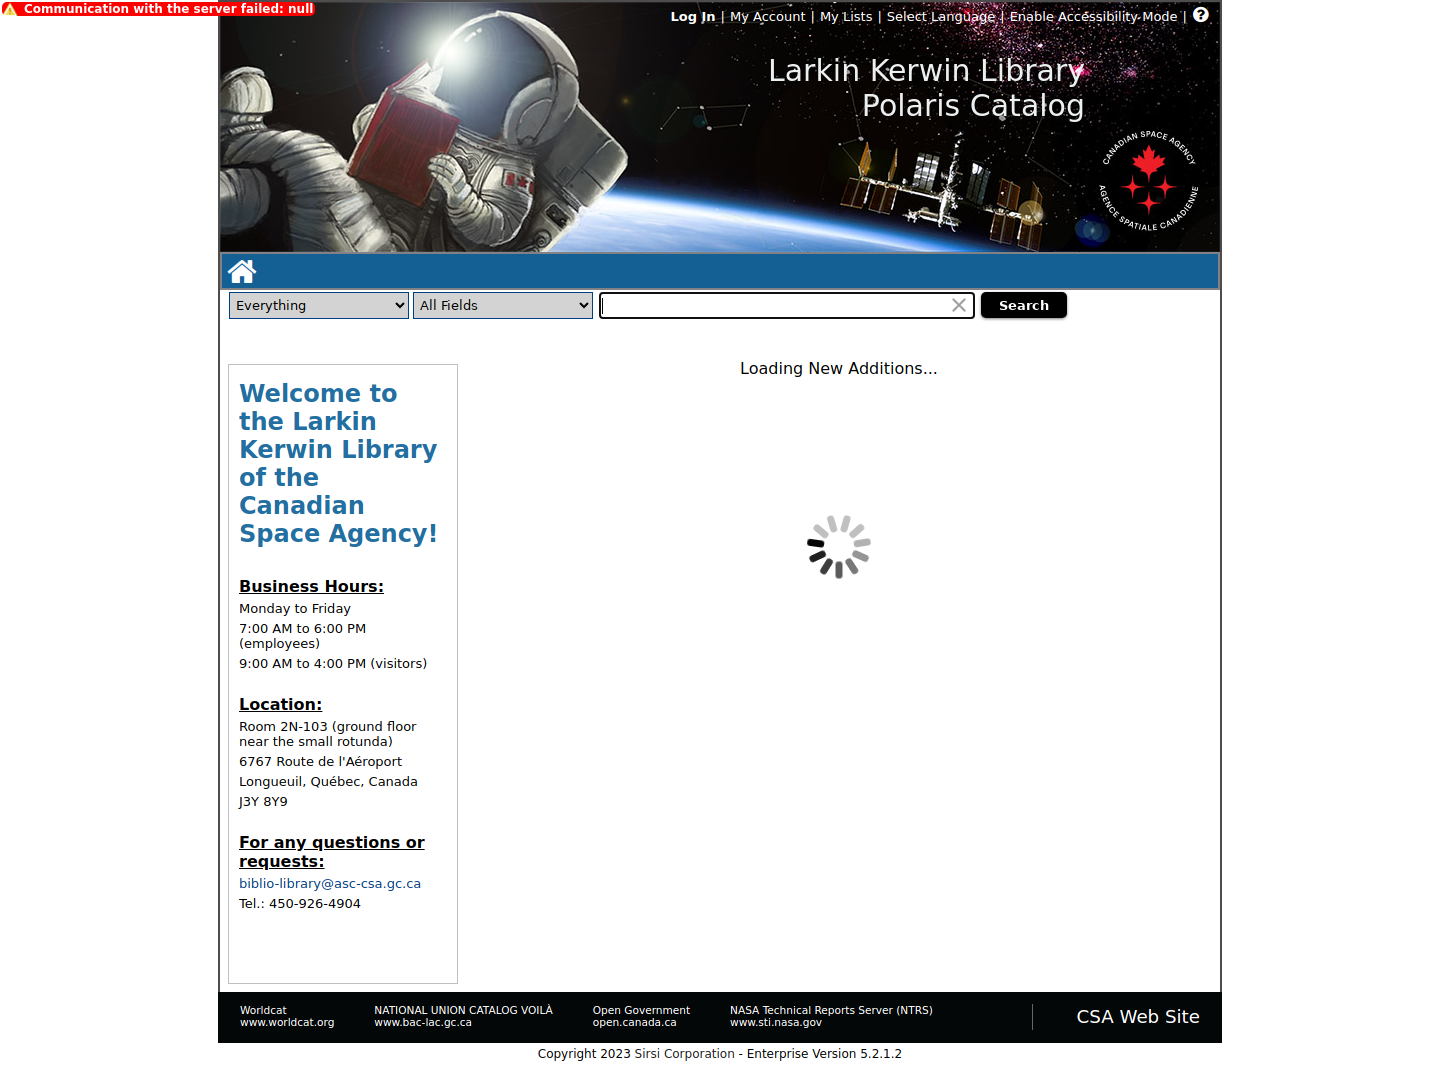 Communication with the server failed: null
Log In | My Account | My Lists | Select Language | Enable Accessibility Mode | ?
Larkin Kerwin Library
Polaris Catalog
CANADIAN SPACE AGENCY
AGENCE SPATIALE CANADIENNE
Everything All Fields Search
Loading New Additions...
Welcome to
the Larkin
Kerwin Library
of the
Canadian
Space Agency!
Business Hours:
Monday to Friday
7:00 AM to 6:00 PM
(employees)
9:00 AM to 4:00 PM (visitors)
Location:
Room 2N-103 (ground floor
near the small rotunda)
6767 Route de l'Aéroport
Longueuil, Québec, Canada
J3Y 8Y9
For any questions or
requests:
biblio-library@asc-csa.gc.ca
Tel.: 450-926-4904
Worldcat
www.worldcat.org
NATIONAL UNION CATALOG VOILÀ
www.bac-lac.gc.ca
Open Government
open.canada.ca
NASA Technical Reports Server (NTRS)
www.sti.nasa.gov
CSA Web Site
Copyright 2023 Sirsi Corporation - Enterprise Version 5.2.1.2